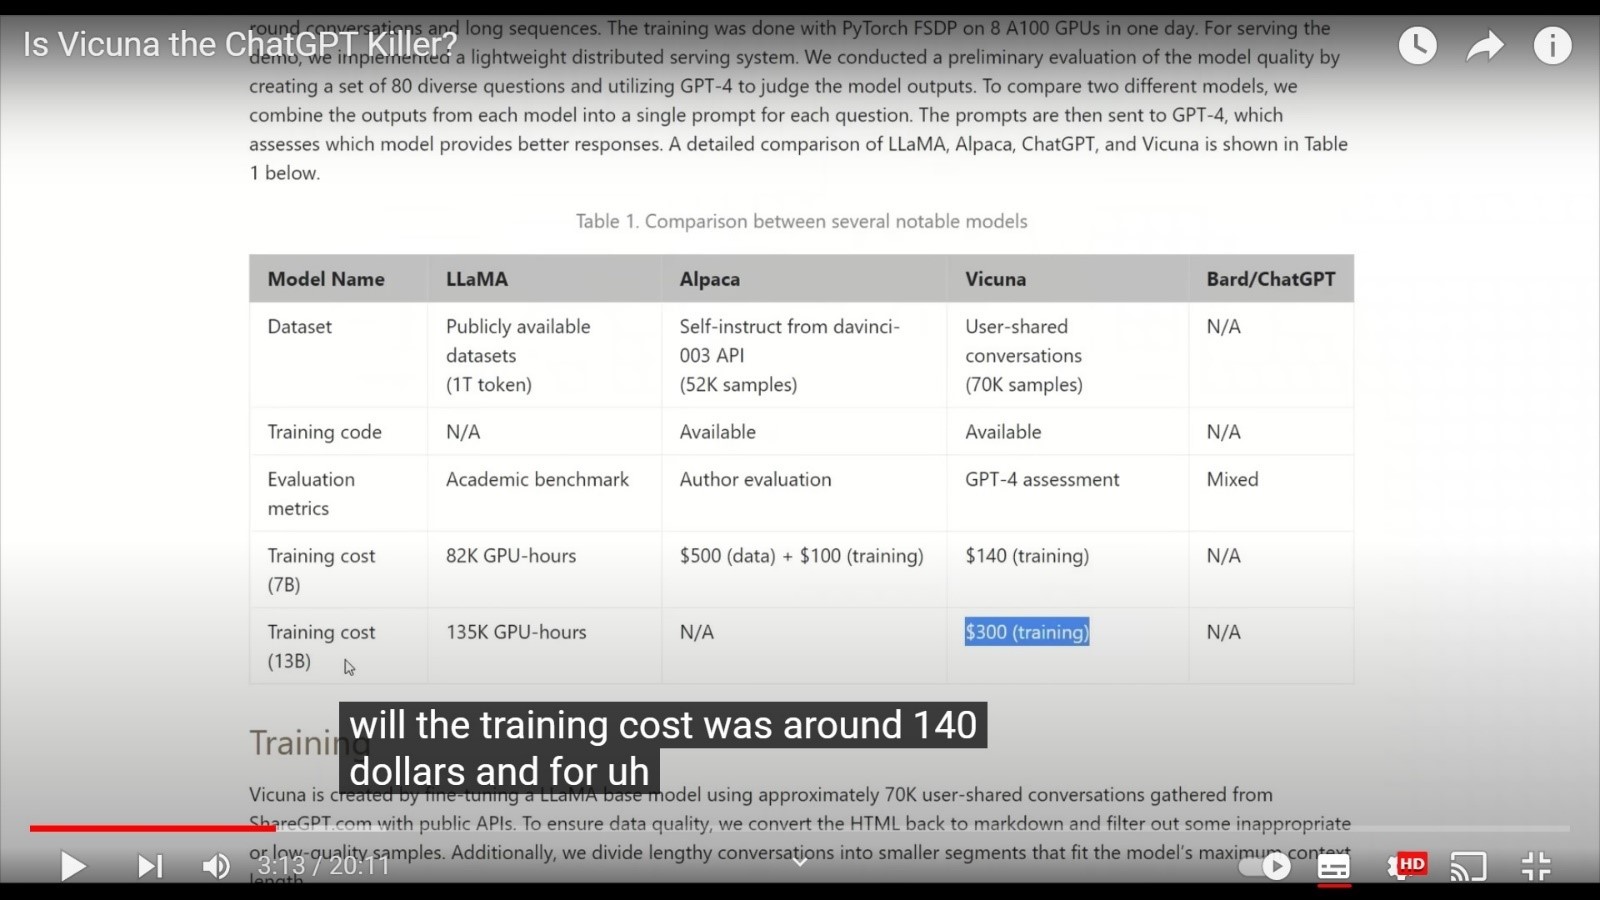 Is Vicuna the ChatGPT Killer?
round conversations and long sequences. The training was done with PyTorch FSDP on 8 A100 GPUs in one day. For serving the
demo, we implemented a lightweight distributed serving system. We conducted a preliminary evaluation of the model quality by
creating a set of 80 diverse questions and utilizing GPT-4 to judge the model outputs. To compare two different models, we
combine the outputs from each model into a single prompt for each question. The prompts are then sent to GPT-4, which
assesses which model provides better responses. A detailed comparison of LLaMA, Alpaca, ChatGPT, and Vicuna is shown in Table
1 below.
Table 1. Comparison between several notable models
Model Name LLaMA Alpaca Vicuna Bard/ChatGPT
Dataset Publicly available Self-instruct from davinci- User-shared N/A
datasets 003 API conversations
(1T token) (52K samples) (70K samples)
Training code N/A Available Available N/A
Evaluation Academic benchmark Author evaluation GPT-4 assessment Mixed
metrics
Training cost 82K GPU-hours $500 (data) + $100 (training) $140 (training) N/A
(7B)
Training cost 135K GPU-hours N/A $300 (training) N/A
(13B)
Training
will the training cost was around 140
dollars and for uh
Vicuna is created by fine-tuning a LLaMA base model using approximately 70K user-shared conversations gathered from
ShareGPT.com with public APIs. To ensure data quality, we convert the HTML back to markdown and filter out some inappropriate
or low-quality samples. Additionally, we divide lengthy conversations into smaller segments that fit the model's maximum context
length.
3:13 / 20:11
HD